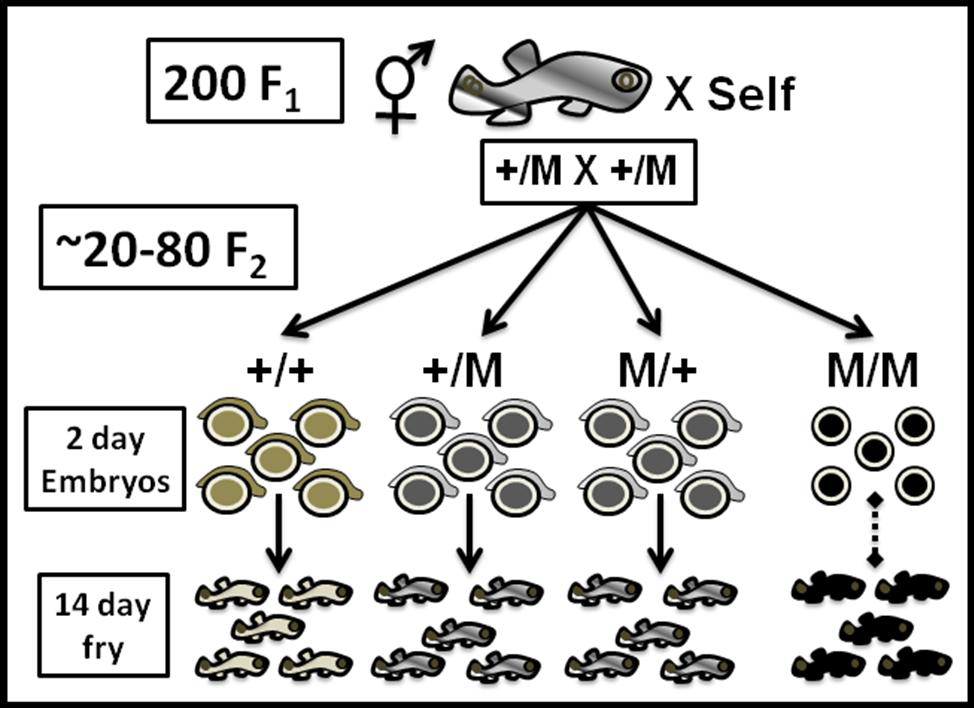 200 F₁
X Self
+/M X +/M
~20-80 F₂
+/+
+/M
M/+
M/M
2 day
Embryos
14 day
fry